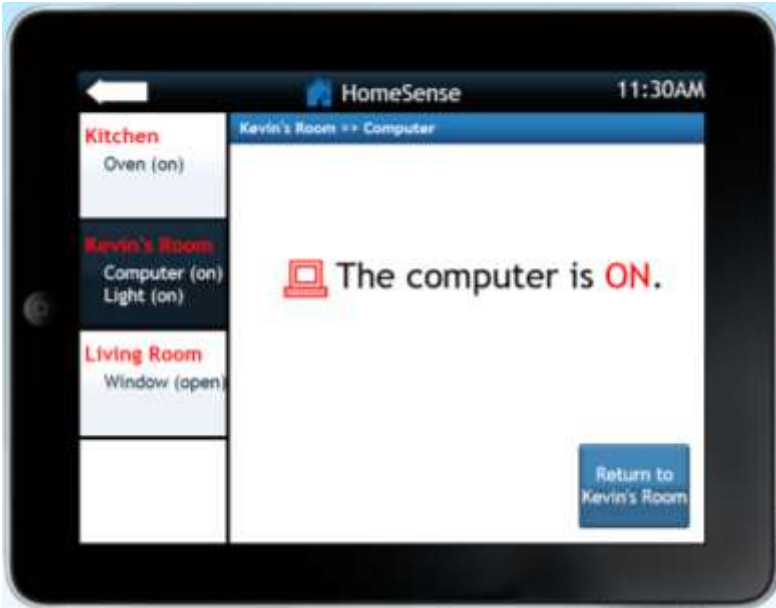 HomeSense
11:30AM
Kitchen
Oven (on)
Kevin's Room
Computer (on)
Light (on)
Living Room
Window (open)
Kevin's Room >> Computer
The computer is ON.
Return to
Kevin's Room